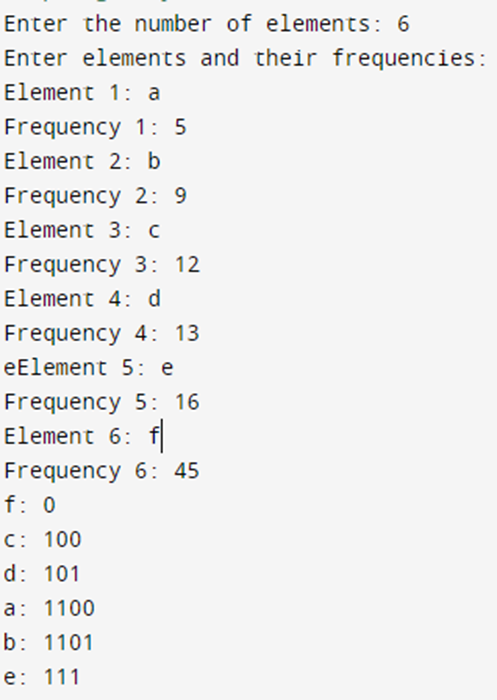 Enter the number of elements: 6
Enter elements and their frequencies:
Element 1: a
Frequency 1: 5
Element 2: b
Frequency 2: 9
Element 3: c
Frequency 3: 12
Element 4: d
Frequency 4: 13
eElement 5: e
Frequency 5: 16
Element 6: f
Frequency 6: 45
f: 0
c: 100
d: 101
a: 1100
b: 1101
e: 111